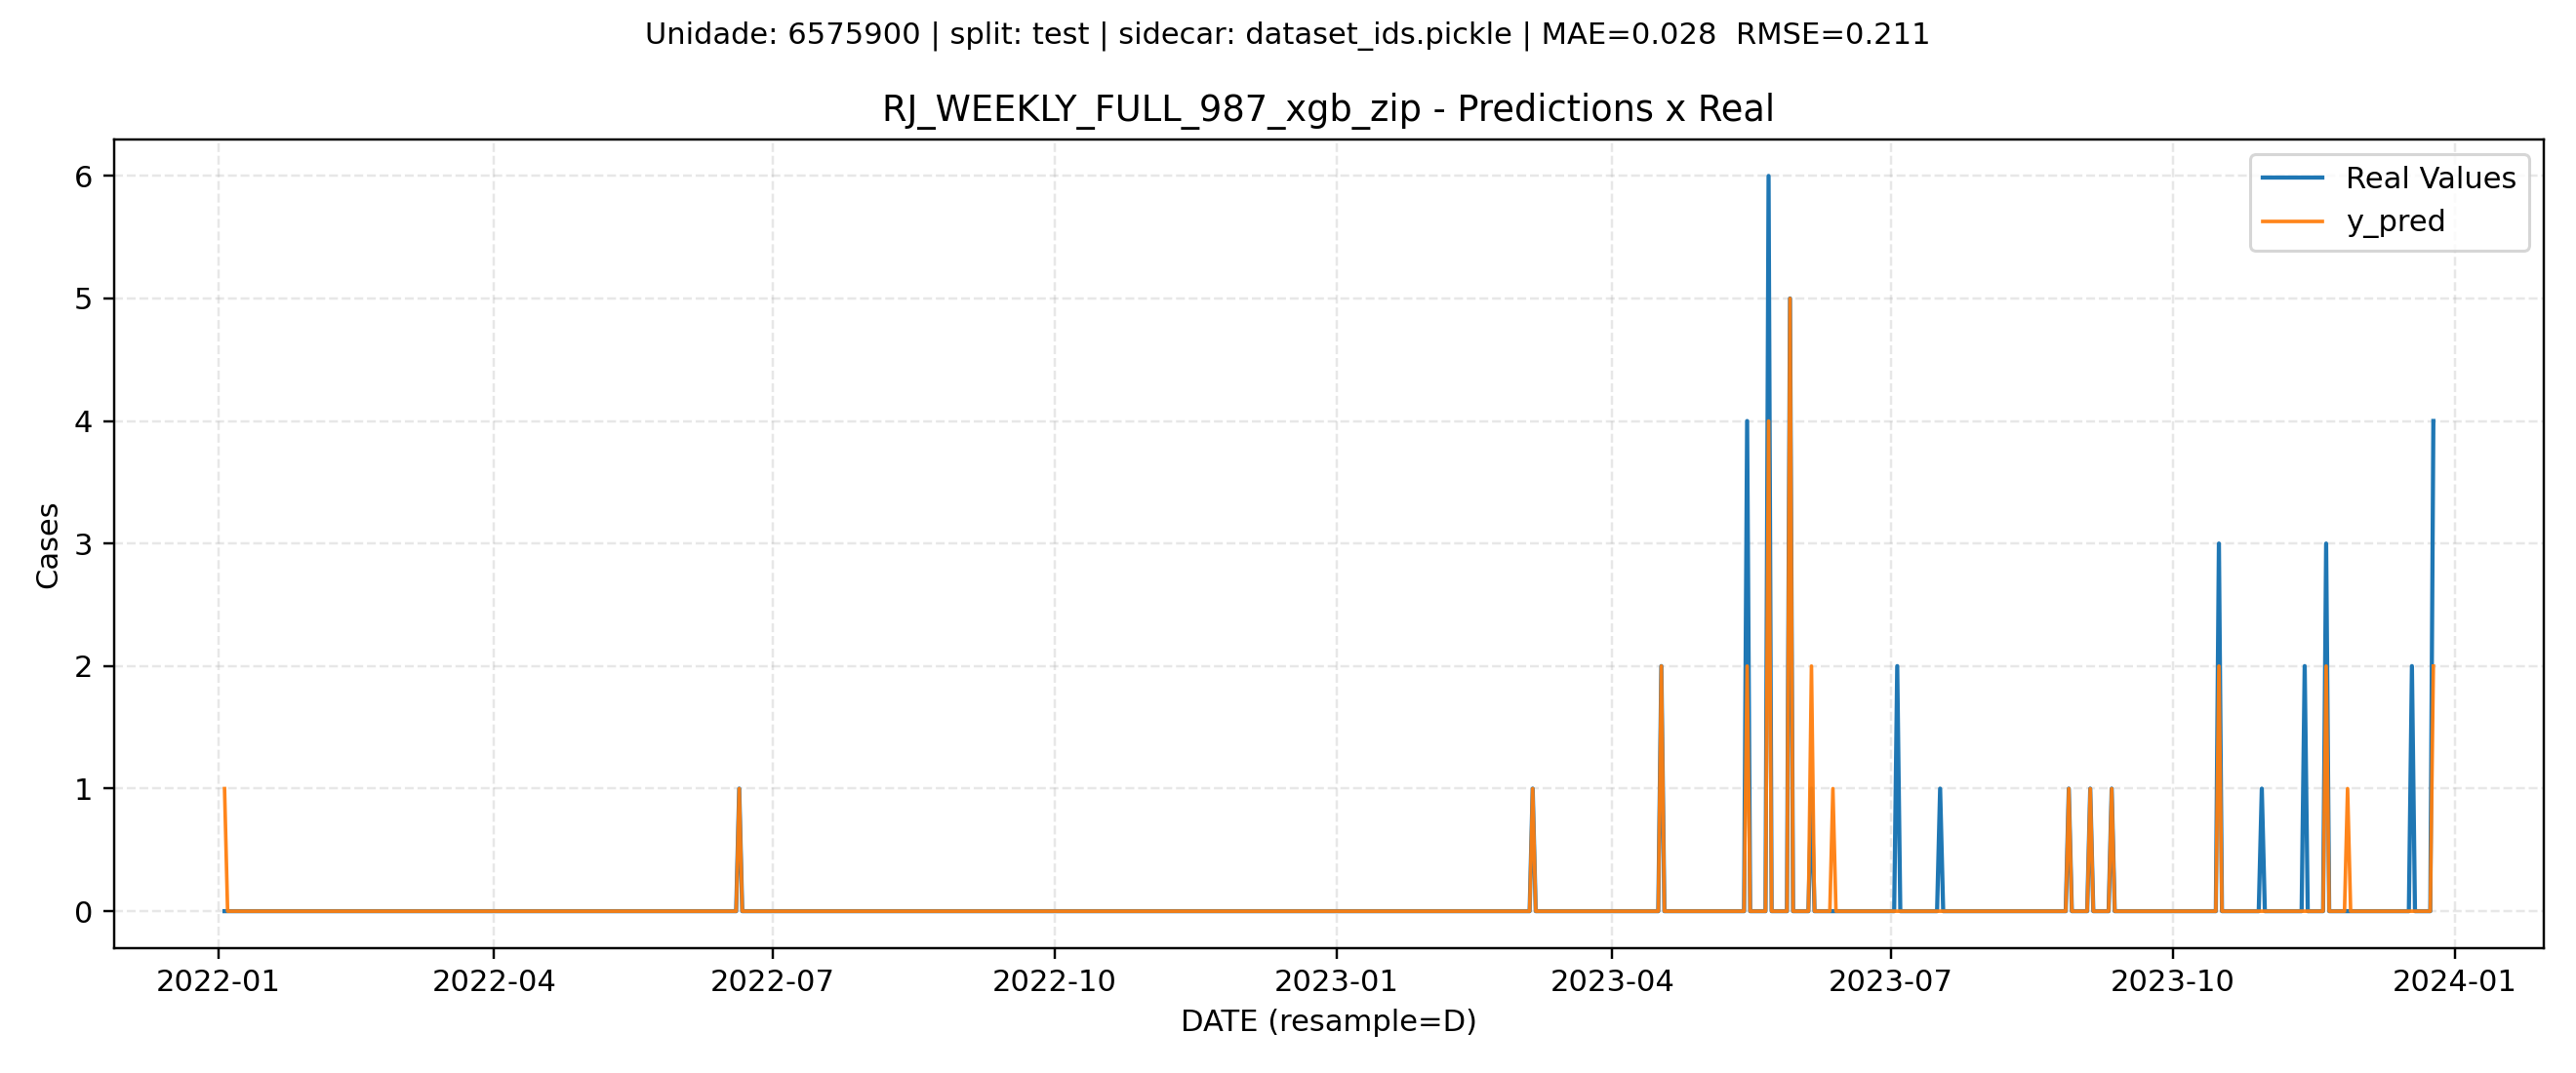 Unidade: 6575900 | split: test | sidecar: dataset_ids.pickle | MAE=0.028  RMSE=0.211
RJ_WEEKLY_FULL_987_xgb_zip - Predictions x Real
Real Values
y_pred
Cases
6
5
4
3
2
1
0
2022-01
2022-04
2022-07
2022-10
2023-01
2023-04
2023-07
2023-10
2024-01
DATE (resample=D)